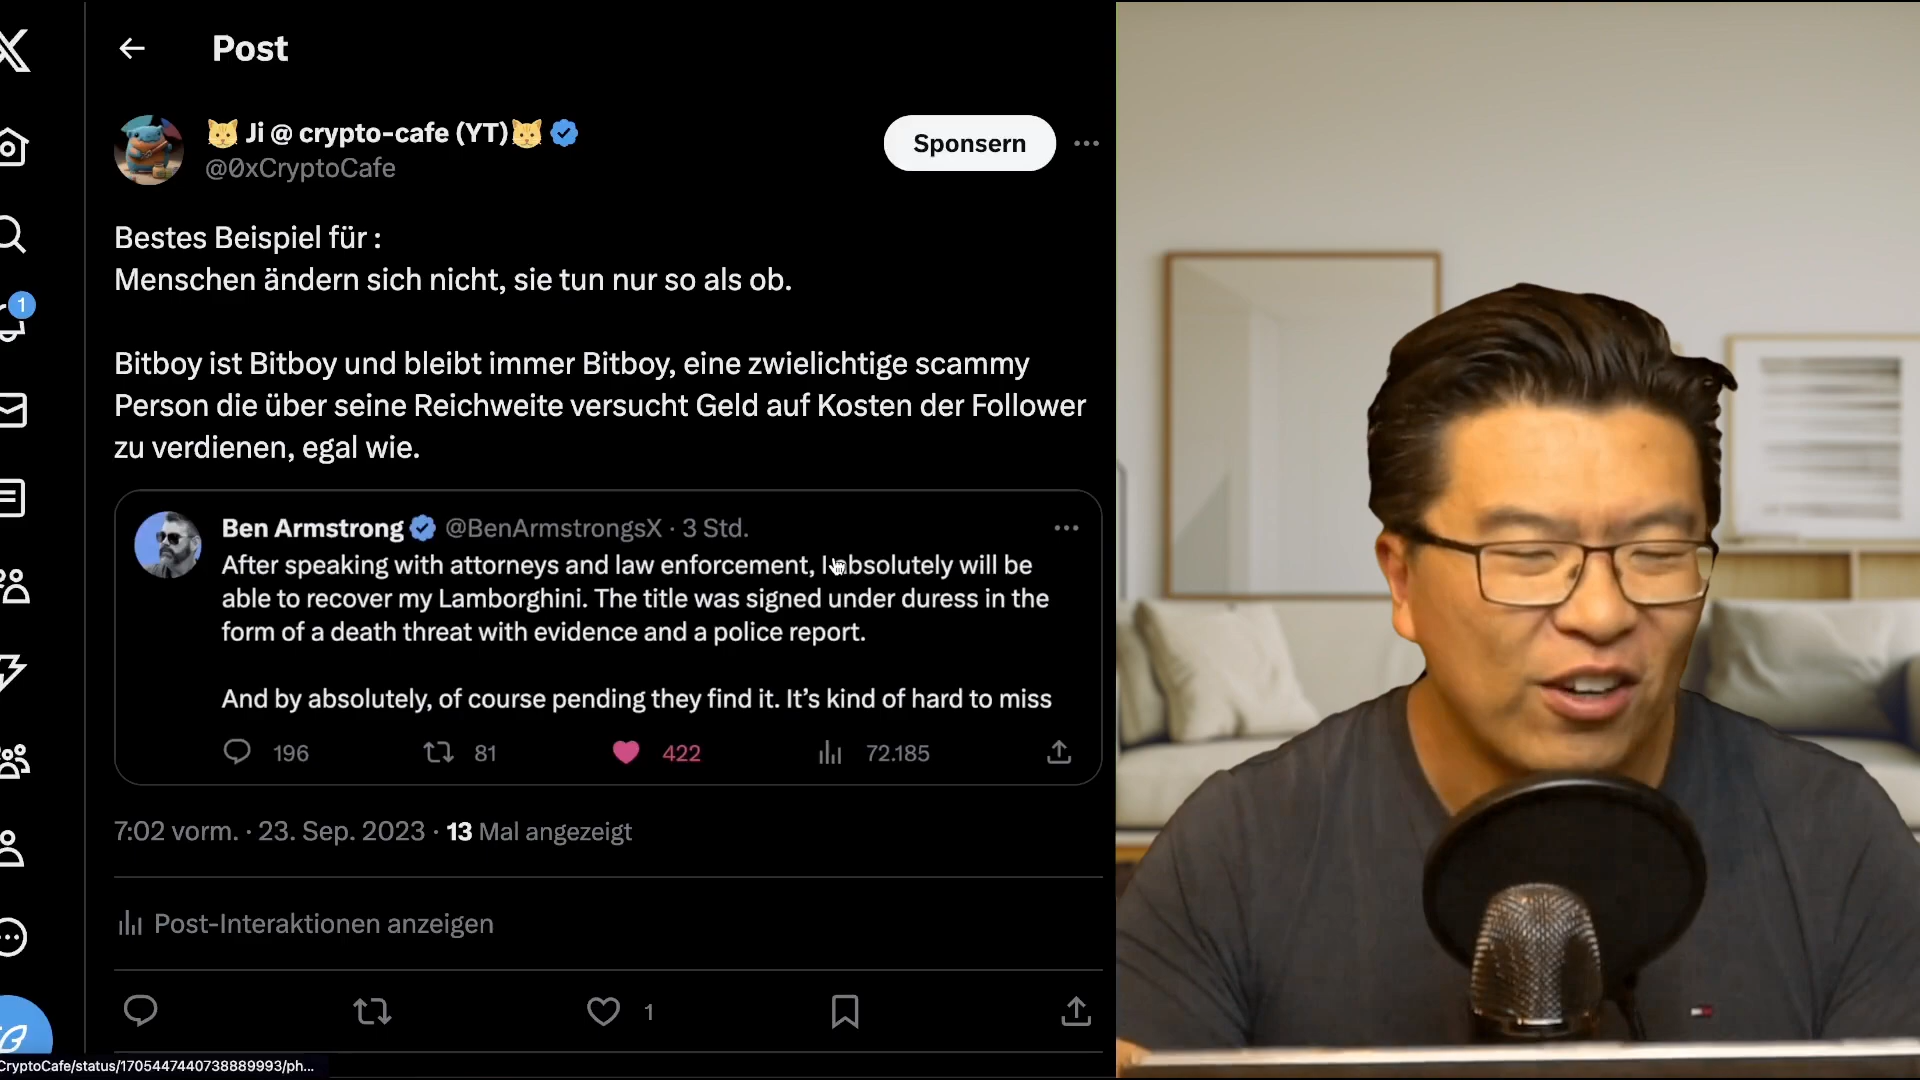 Post
🐱 Ji @ crypto-cafe (YT)🐱
@0xCryptoCafe
Sponsern
Bestes Beispiel für :
Menschen ändern sich nicht, sie tun nur so als ob.
Bitboy ist Bitboy und bleibt immer Bitboy, eine zwielichtige scammy
Person die über seine Reichweite versucht Geld auf Kosten der Follower
zu verdienen, egal wie.
Ben Armstrong @BenArmstrongsX · 3 Std.
After speaking with attorneys and law enforcement, I absolutely will be
able to recover my Lamborghini. The title was signed under duress in the
form of a death threat with evidence and a police report.
And by absolutely, of course pending they find it. It’s kind of hard to miss
196 81 422 72.185
7:02 vorm. · 23. Sep. 2023 · 13 Mal angezeigt
Post-Interaktionen anzeigen
1
1
CryptoCafe/status/1705447440738889993/ph...